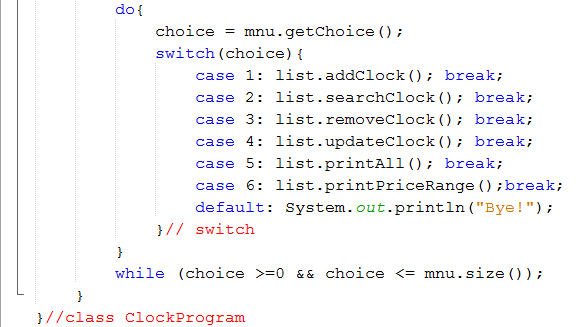 do{
choice = mnu.getChoice();
switch(choice){
case 1: list.addClock(); break;
case 2: list.searchClock(); break;
case 3: list.removeClock(); break;
case 4: list.updateClock(); break;
case 5: list.printAll(); break;
case 6: list.printPriceRange();break;
default: System.out.println("Bye!");
}// switch
}
while (choice >=0 && choice <= mnu.size());
}
}//class ClockProgram